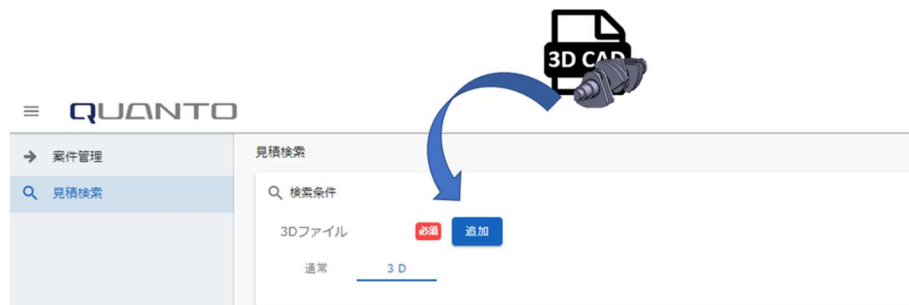 3D CAD
QUANTO
案件管理
見積検索
見積検索
検索条件
3Dファイル 必須 追加
通常 3D